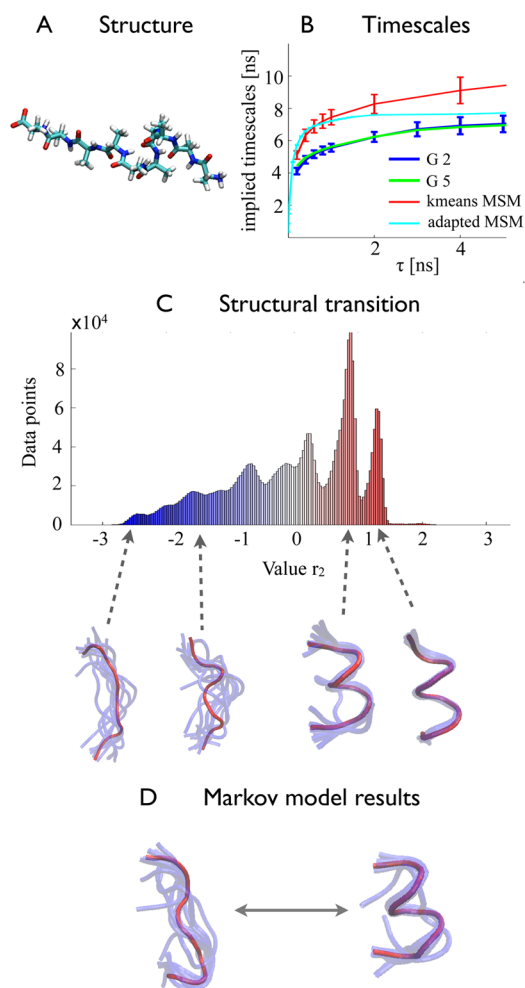 A Structure
B Timescales
implied timescales [ns]
10
8
6
4
2
G 2
G 5
kmeans MSM
adapted MSM
2
4
τ [ns]
C Structural transition
x10⁴
Data points
8
6
4
2
0
-3
-2
-1
0
1
2
3
Value r₂
D Markov model results